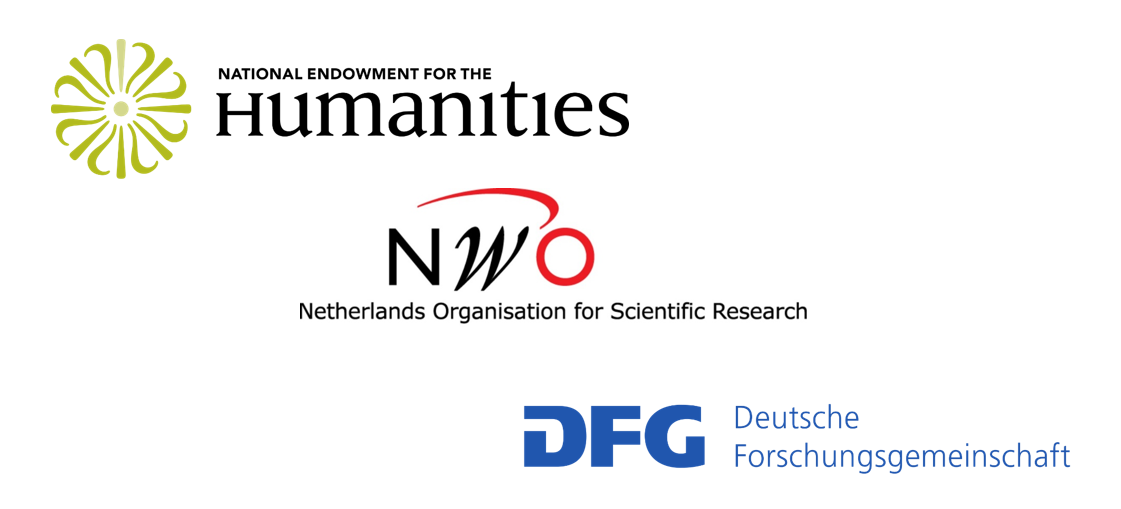 NATIONAL ENDOWMENT FOR THE
Humanities
NWO
Netherlands Organisation for Scientific Research
DFG
Deutsche
Forschungsgemeinschaft